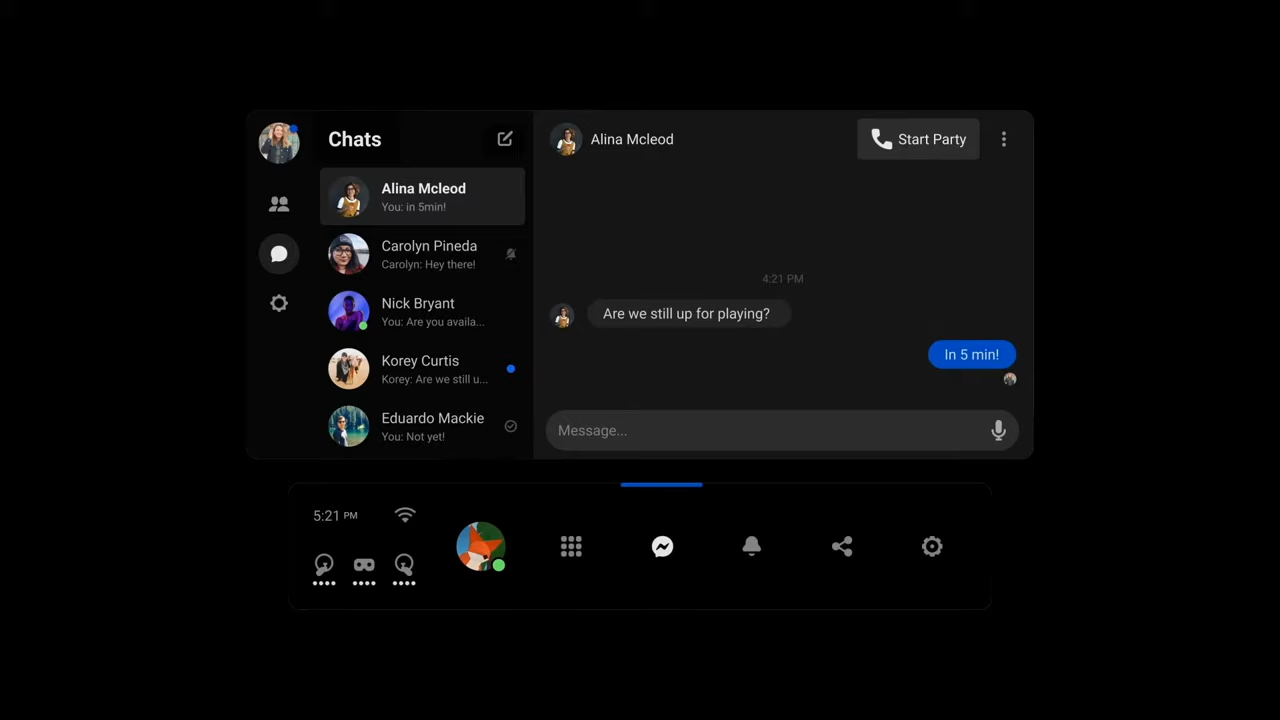 Chats
Alina Mcleod
You: in 5min!
Carolyn Pineda
Carolyn: Hey there!
Nick Bryant
You: Are you availa...
Korey Curtis
Korey: Are we still u...
Eduardo Mackie
You: Not yet!
Alina Mcleod
Start Party
4:21 PM
Are we still up for playing?
In 5 min!
Message...
5:21 PM